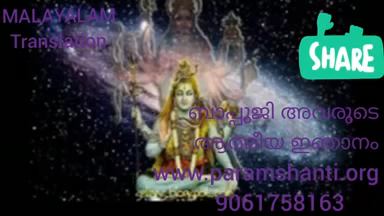 MALAYALAM
Translation
SHARE
ബാപ്പുജി അവരുടെ
ആത്മീയ ജ്ഞാനം
www.paramshanti.org
9061758163